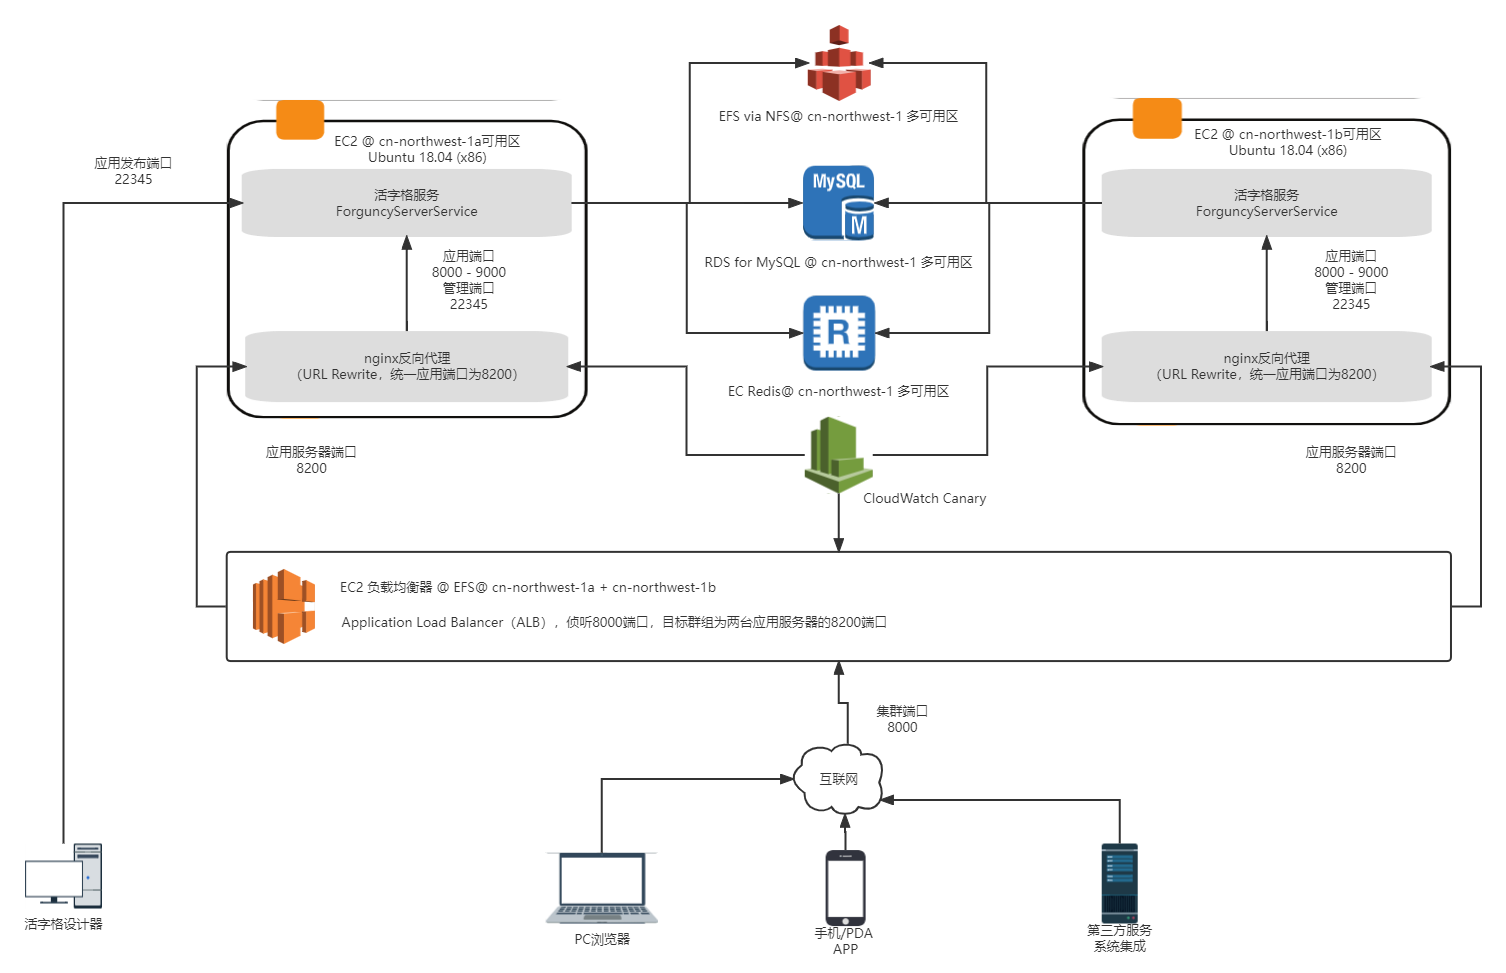 EFS via NFS@ cn-northwest-1 多可用区
EC2 @ cn-northwest-1a可用区
Ubuntu 18.04 (x86)
活字格服务
ForguncyServerService
应用端口
8000 - 9000
管理端口
22345
nginx反向代理
（URL Rewrite，统一应用端口为8200）
应用发布端口
22345
MySQL
M
RDS for MySQL @ cn-northwest-1 多可用区
R
EC Redis@ cn-northwest-1 多可用区
CloudWatch Canary
EC2 @ cn-northwest-1b可用区
Ubuntu 18.04 (x86)
活字格服务
ForguncyServerService
应用端口
8000 - 9000
管理端口
22345
nginx反向代理
（URL Rewrite，统一应用端口为8200）
应用服务器端口
8200
应用服务器端口
8200
EC2 负载均衡器 @ EFS@ cn-northwest-1a + cn-northwest-1b
Application Load Balancer（ALB），侦听8000端口，目标群组为两台应用服务器的8200端口
集群端口
8000
互联网
活字格设计器
PC浏览器
手机/PDA
APP
第三方服务
系统集成